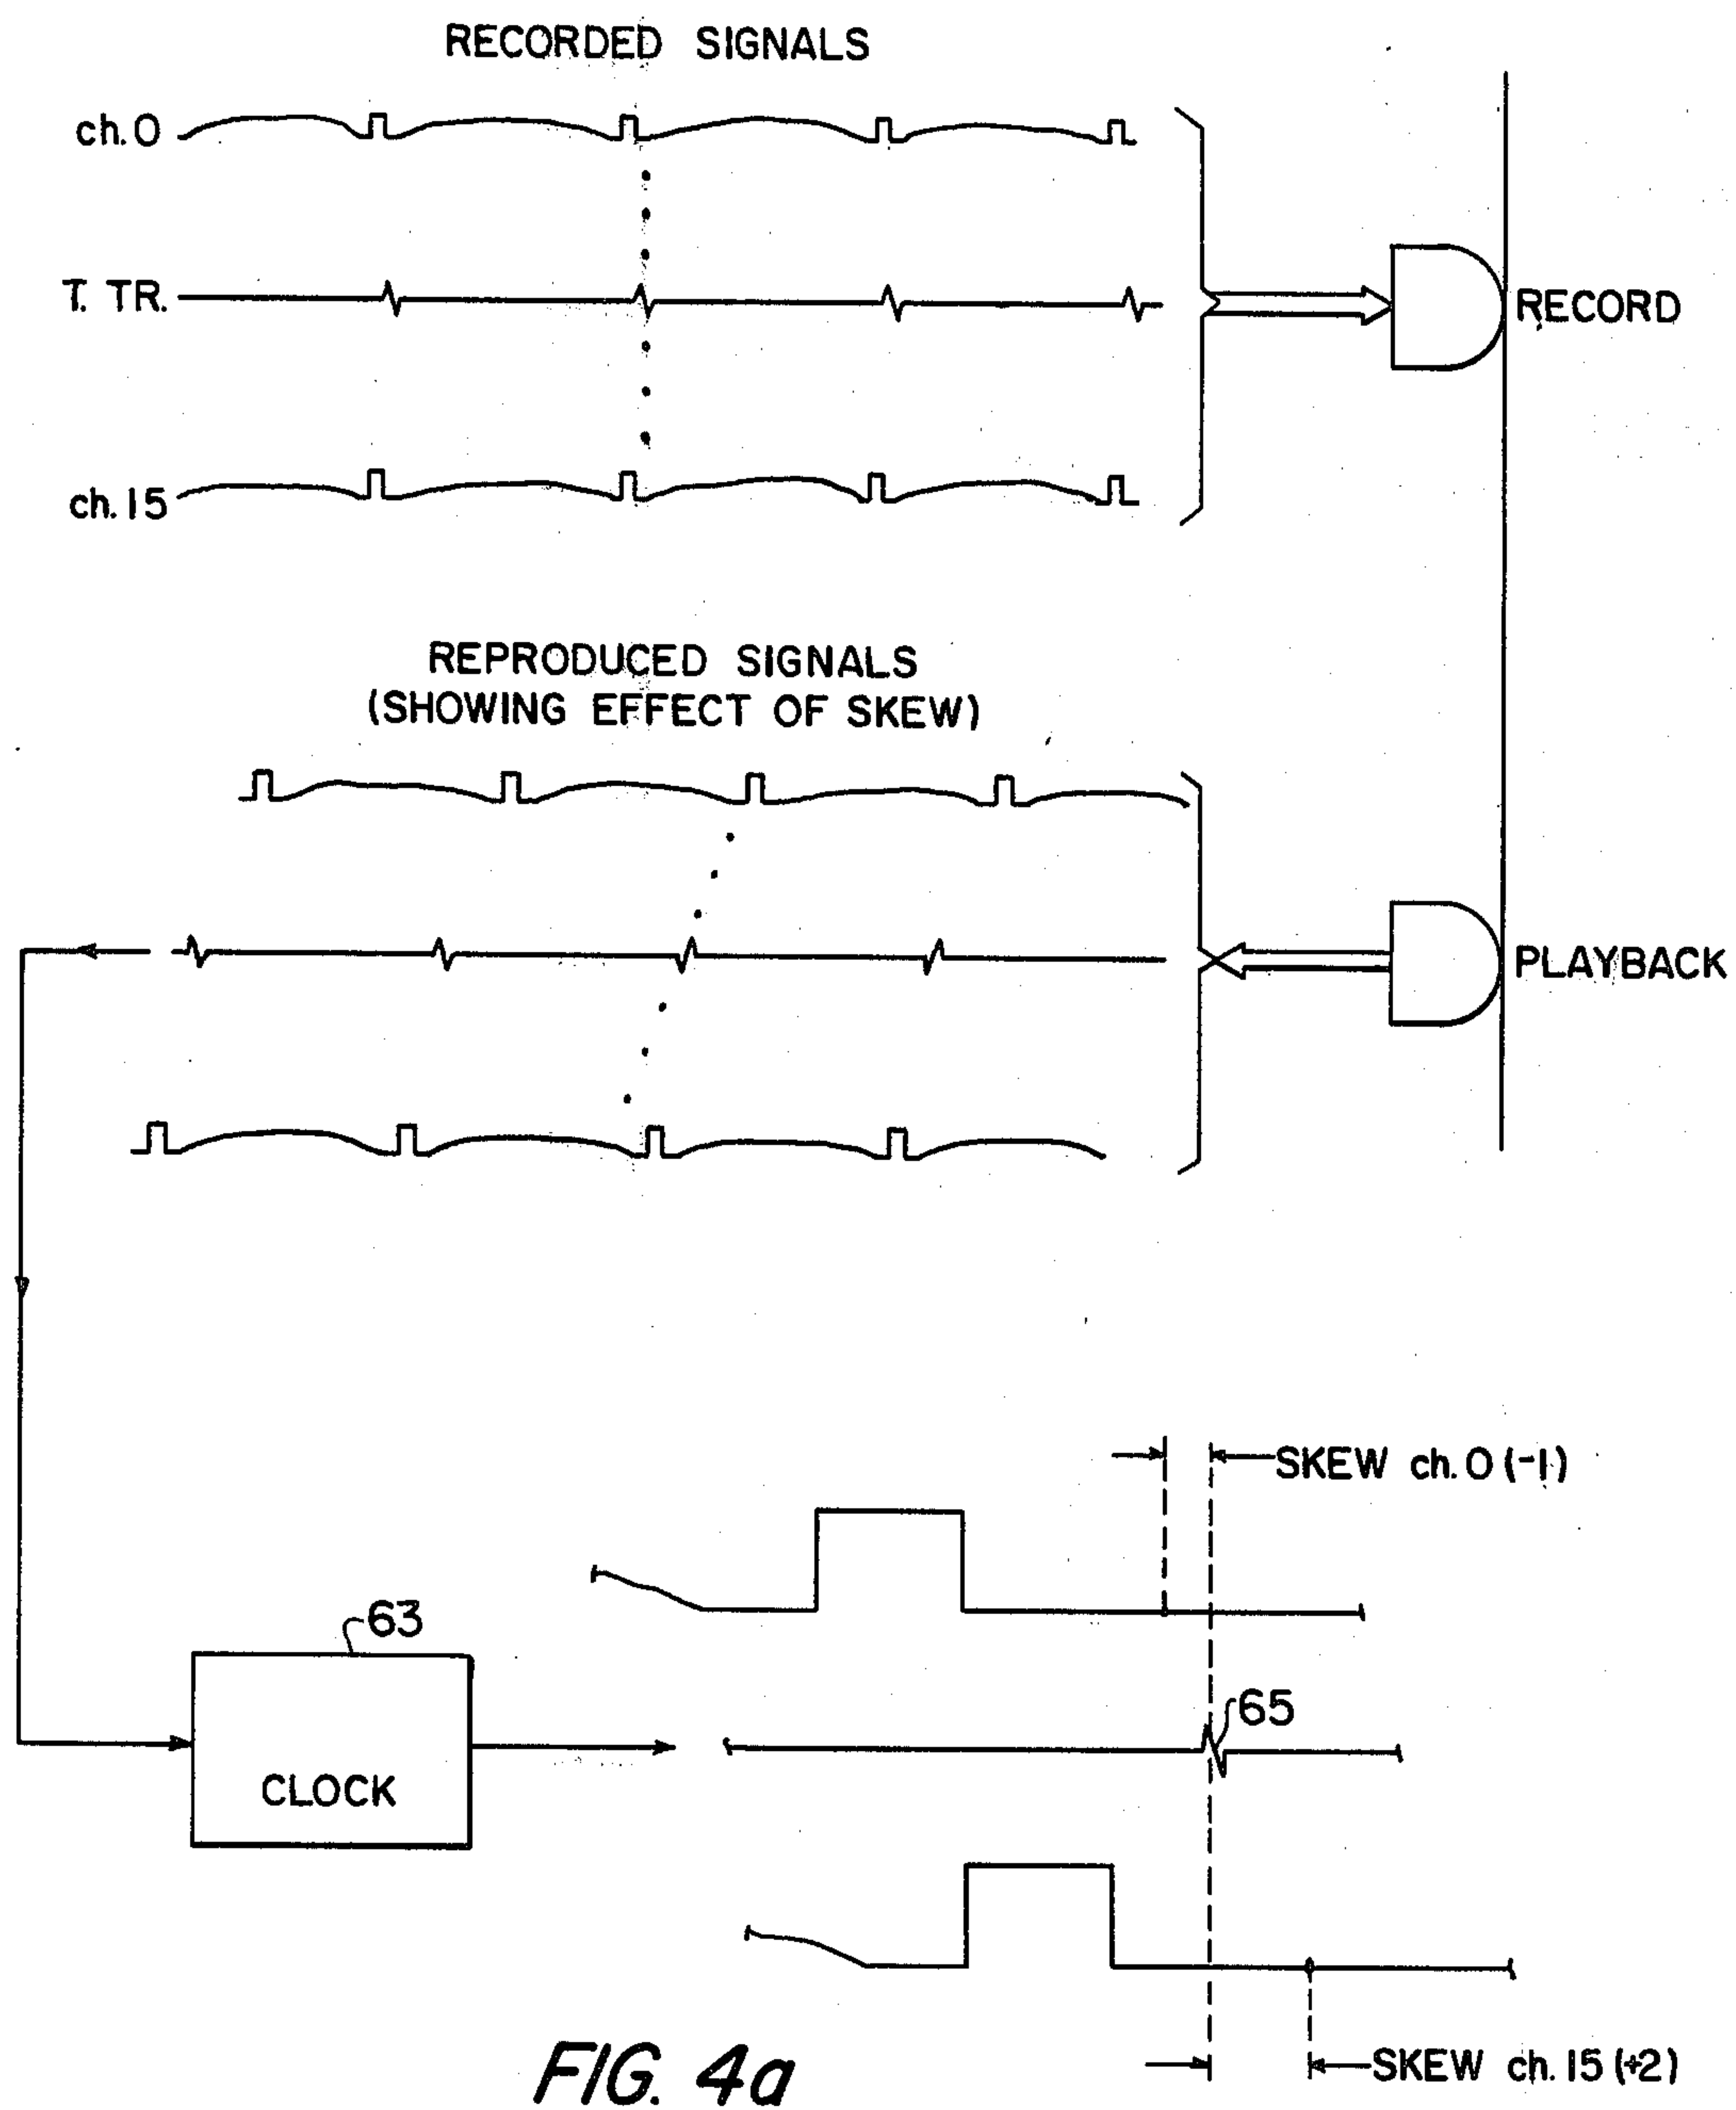 RECORDED SIGNALS
ch. 0
T. TR.
RECORD
ch. 15
REPRODUCED SIGNALS
(SHOWING EFFECT OF SKEW)
PLAYBACK
SKEW ch. 0 (-1)
63
65
CLOCK
SKEW ch. 15 (+2)
FIG. 4a